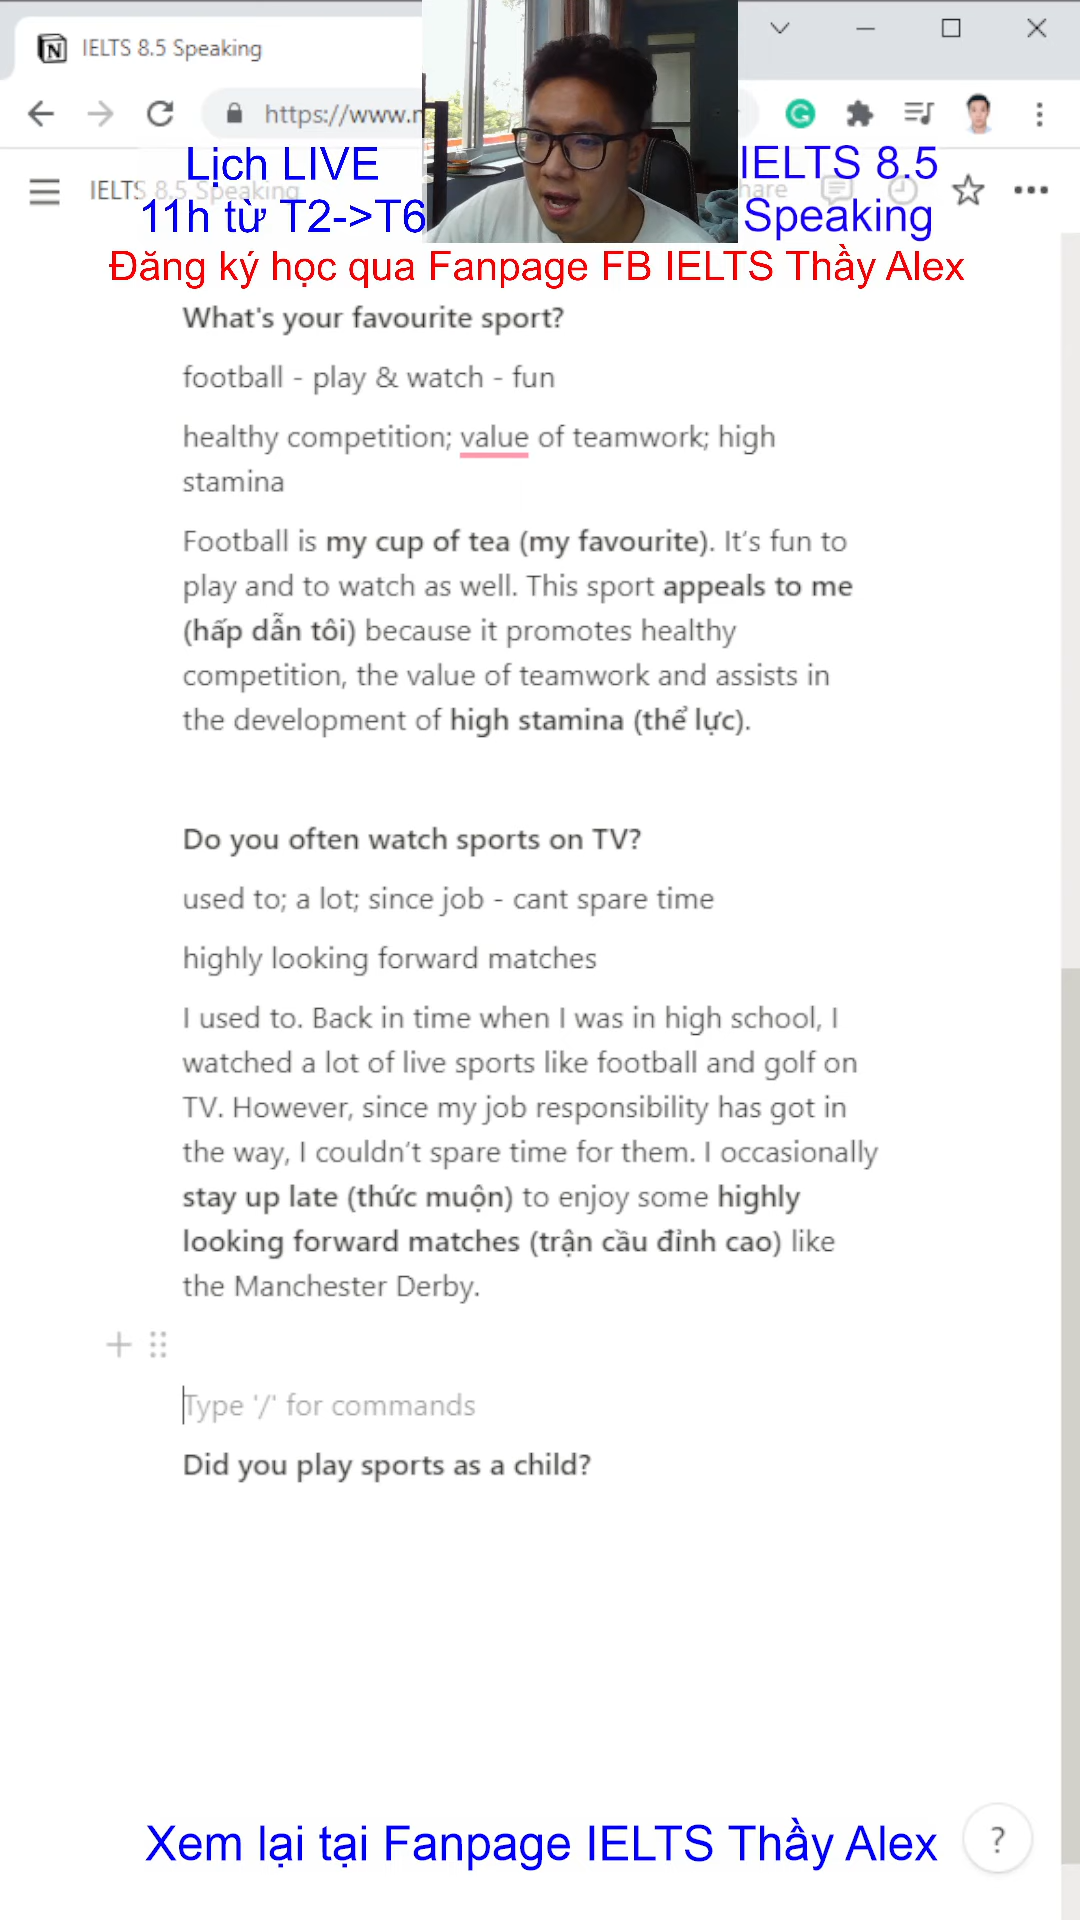 IELTS 8.5 Speaking
https://www.n
Lịch LIVE
11h từ T2->T6
IELTS 8.5
Speaking
IELTS 8.5 Speaking
Đăng ký học qua Fanpage FB IELTS Thầy Alex
What's your favourite sport?
football - play & watch - fun
healthy competition; value of teamwork; high
stamina
Football is my cup of tea (my favourite). It's fun to
play and to watch as well. This sport appeals to me
(hấp dẫn tôi) because it promotes healthy
competition, the value of teamwork and assists in
the development of high stamina (thể lực).
Do you often watch sports on TV?
used to; a lot; since job - cant spare time
highly looking forward matches
I used to. Back in time when I was in high school, I
watched a lot of live sports like football and golf on
TV. However, since my job responsibility has got in
the way, I couldn't spare time for them. I occasionally
stay up late (thức muộn) to enjoy some highly
looking forward matches (trận cầu đỉnh cao) like
the Manchester Derby.
Type '/' for commands
Did you play sports as a child?
Xem lại tại Fanpage IELTS Thầy Alex
?